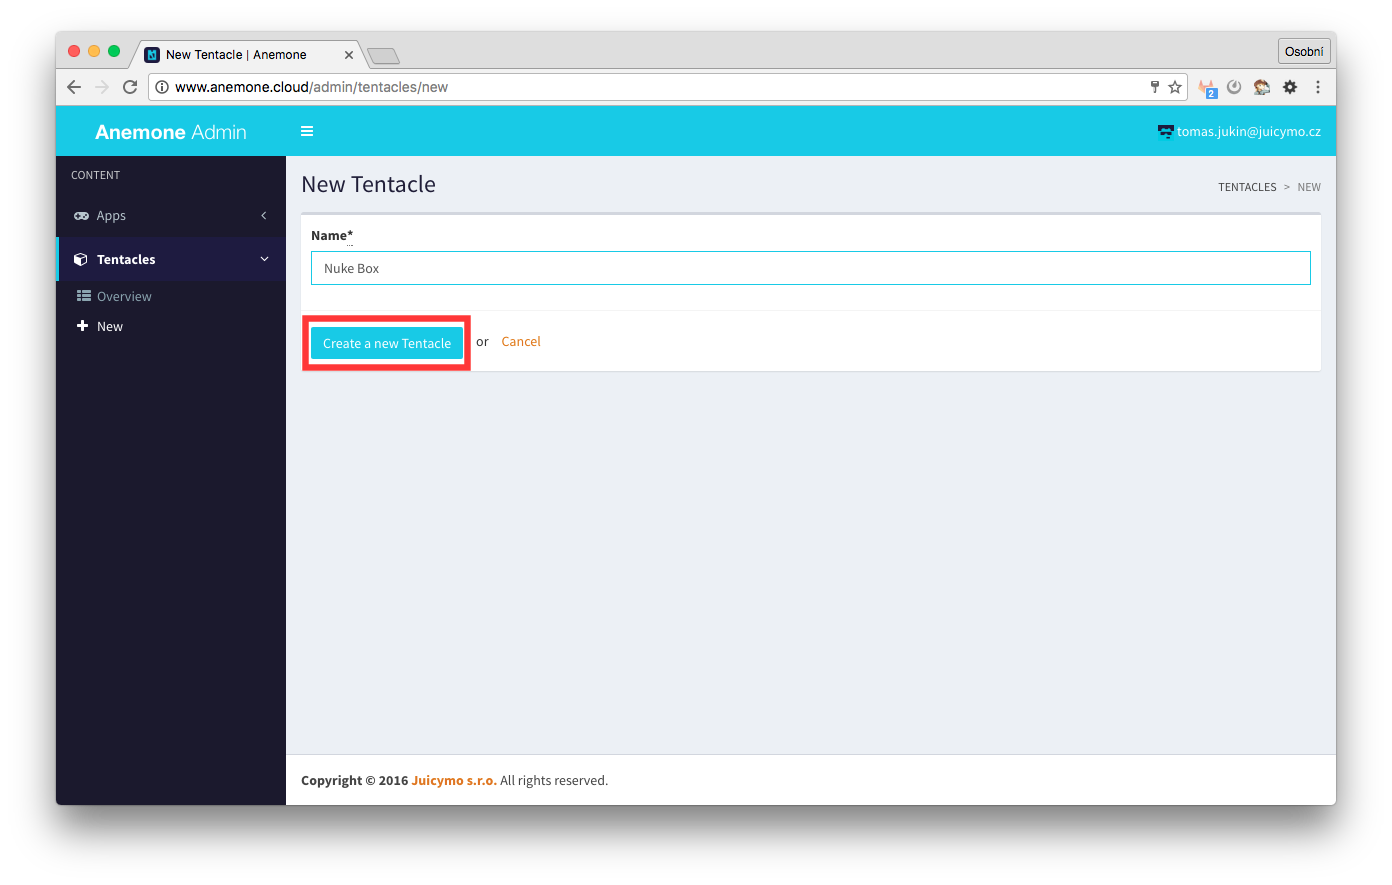 New Tentacle | Anemone
Osobní
www.anemone.cloud/admin/tentacles/new
2
Anemone Admin
tomas.jukin@juicymo.cz
CONTENT
Apps
Tentacles
Overview
New
New Tentacle
TENTACLES > NEW
Name*
Nuke Box
Create a new Tentacle or Cancel
Copyright © 2016 Juicymo s.r.o. All rights reserved.